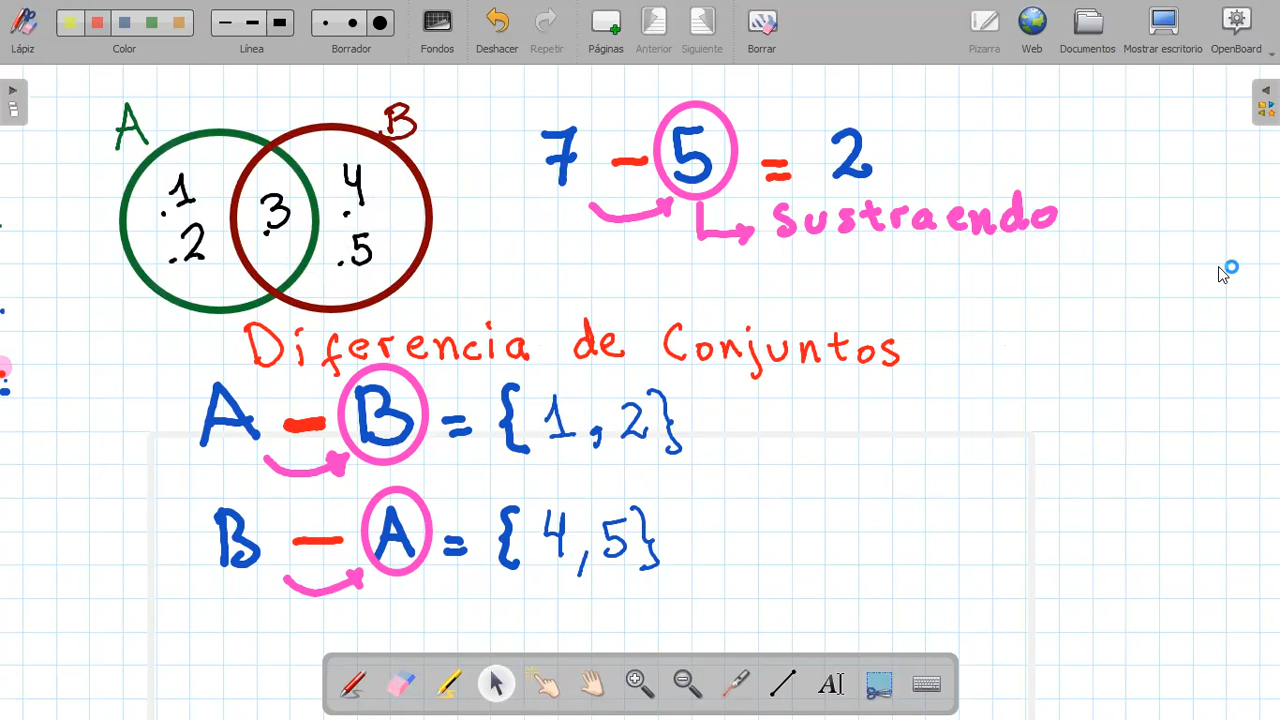 Lápiz Color Línea Borrador Fondos Deshacer Repetir Páginas Anterior Siguiente Borrar Pizarra Web Documentos Mostrar escritorio OpenBoard
A B
.1
.2
.3
4
.
.5
7 - 5 = 2
Sustraendo
Diferencia de Conjuntos
A - B = {1, 2}
B - A = {4, 5}
AI